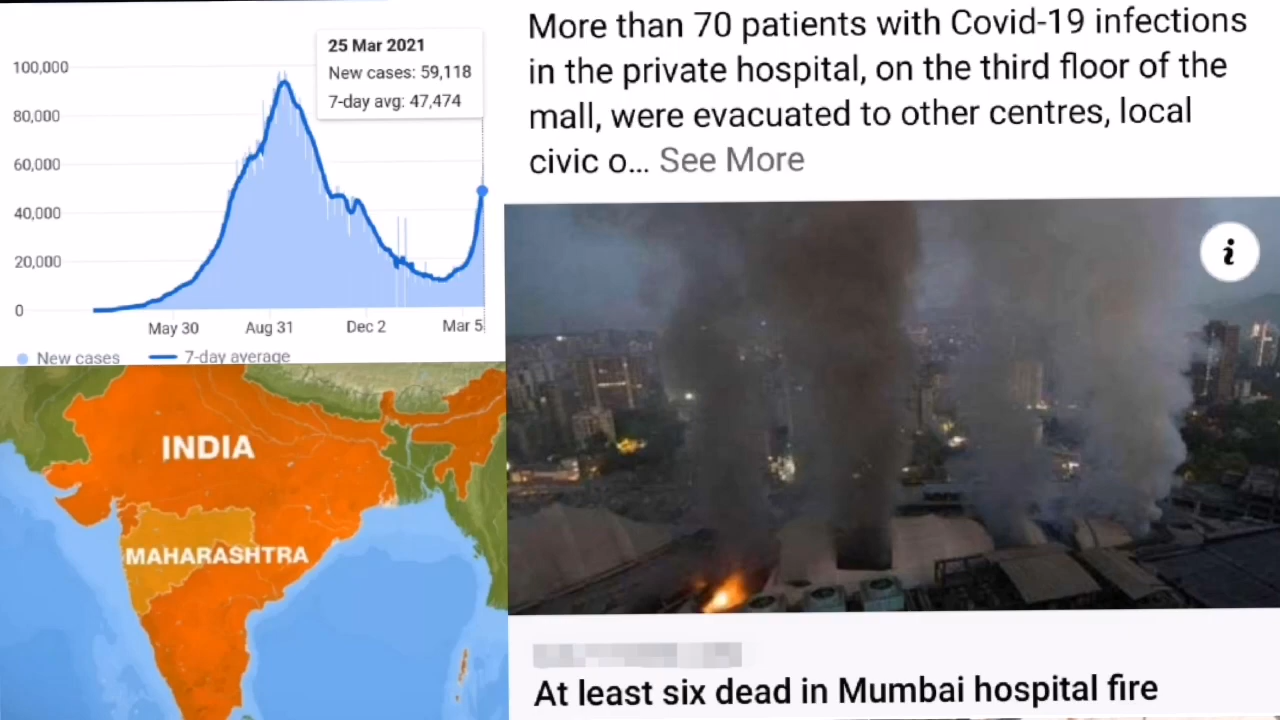 25 Mar 2021
New cases: 59,118
7-day avg: 47,474
100,000
80,000
60,000
40,000
20,000
0
May 30 Aug 31 Dec 2 Mar 5
New cases 7-day average
INDIA
MAHARASHTRA
More than 70 patients with Covid-19 infections
in the private hospital, on the third floor of the
mall, were evacuated to other centres, local
civic o... See More
i
At least six dead in Mumbai hospital fire